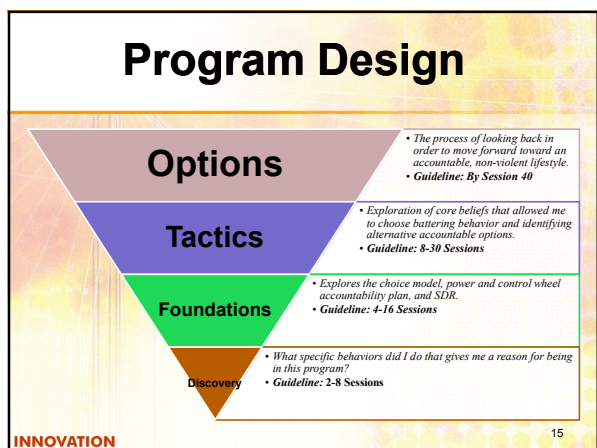 Program Design
Options
• The process of looking back in
order to move forward toward an
accountable, non-violent lifestyle.
• Guideline: By Session 40
Tactics
• Exploration of core beliefs that allowed me
to choose battering behavior and identifying
alternative accountable options.
• Guideline: 8-30 Sessions
Foundations
• Explores the choice model, power and control wheel
accountability plan, and SDR.
• Guideline: 4-16 Sessions
Discovery
• What specific behaviors did I do that gives me a reason for being
in this program?
• Guideline: 2-8 Sessions
INNOVATION
15